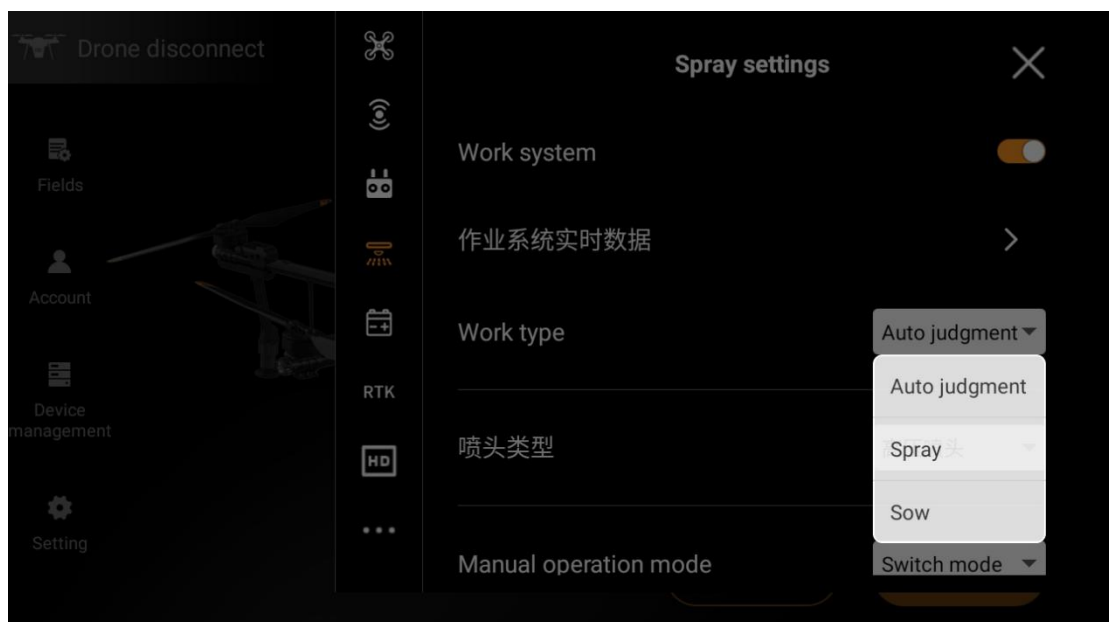 Drone disconnect
Fields
Account
Device
management
Setting
RTK
HD
Spray settings
Work system
作业系统实时数据
Work type
Auto judgment
Auto judgment
Spray
Sow
喷头类型
Manual operation mode
Switch mode